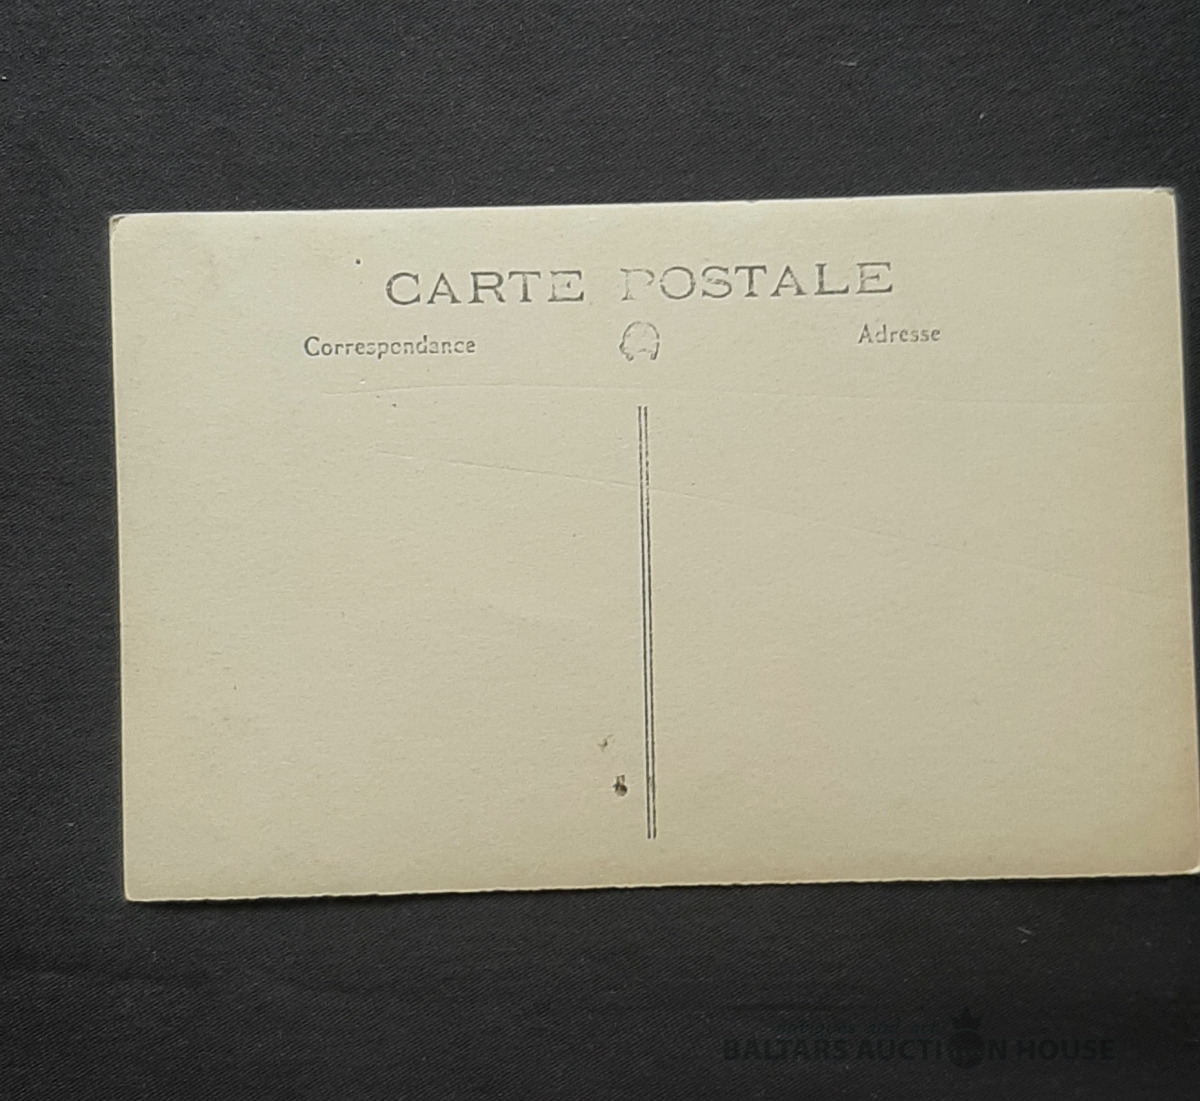 CARTE POSTALE
Correspondance
Adresse
BALTARS AUCTION HOUSE